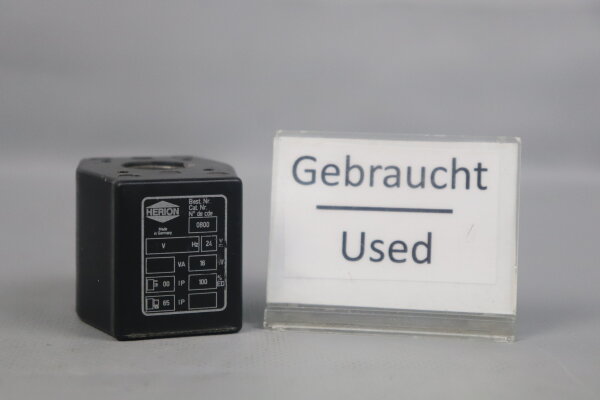 HERION
Made
in Germany
Best. Nr.
Cat. Nr.
N° de cde
0800
V Hz 24 V
VA 16 W
00 IP 100 % ED
65 IP
Gebraucht
Used